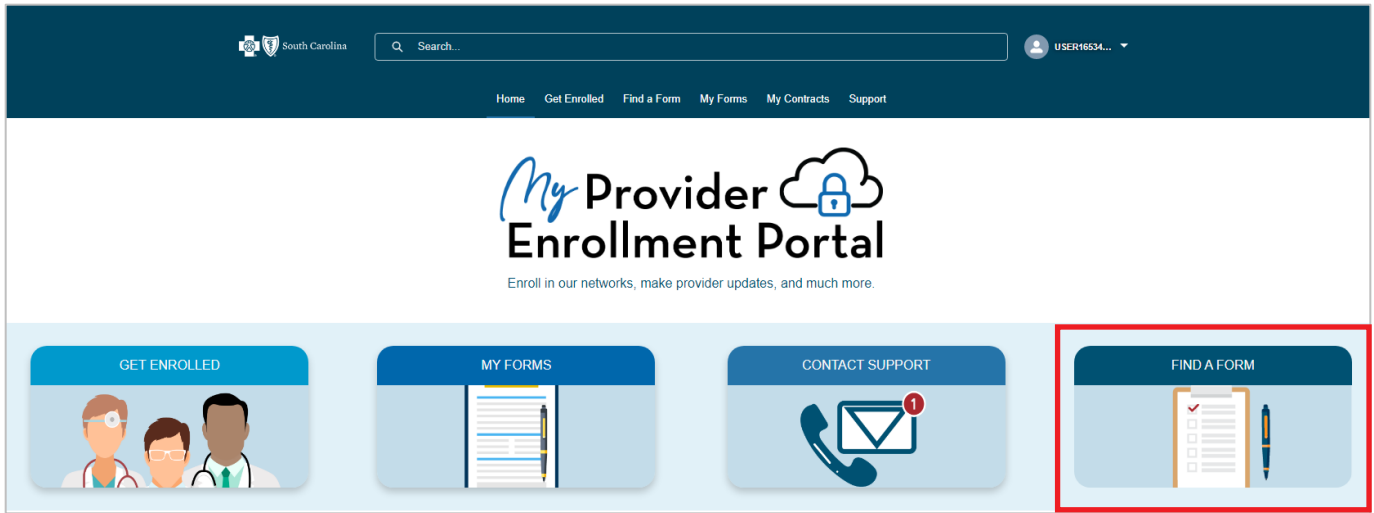 South Carolina
Search...
USER16534...
Home Get Enrolled Find a Form My Forms My Contracts Support
My Provider
Enrollment Portal
Enroll in our networks, make provider updates, and much more.
GET ENROLLED
MY FORMS
CONTACT SUPPORT
FIND A FORM
1